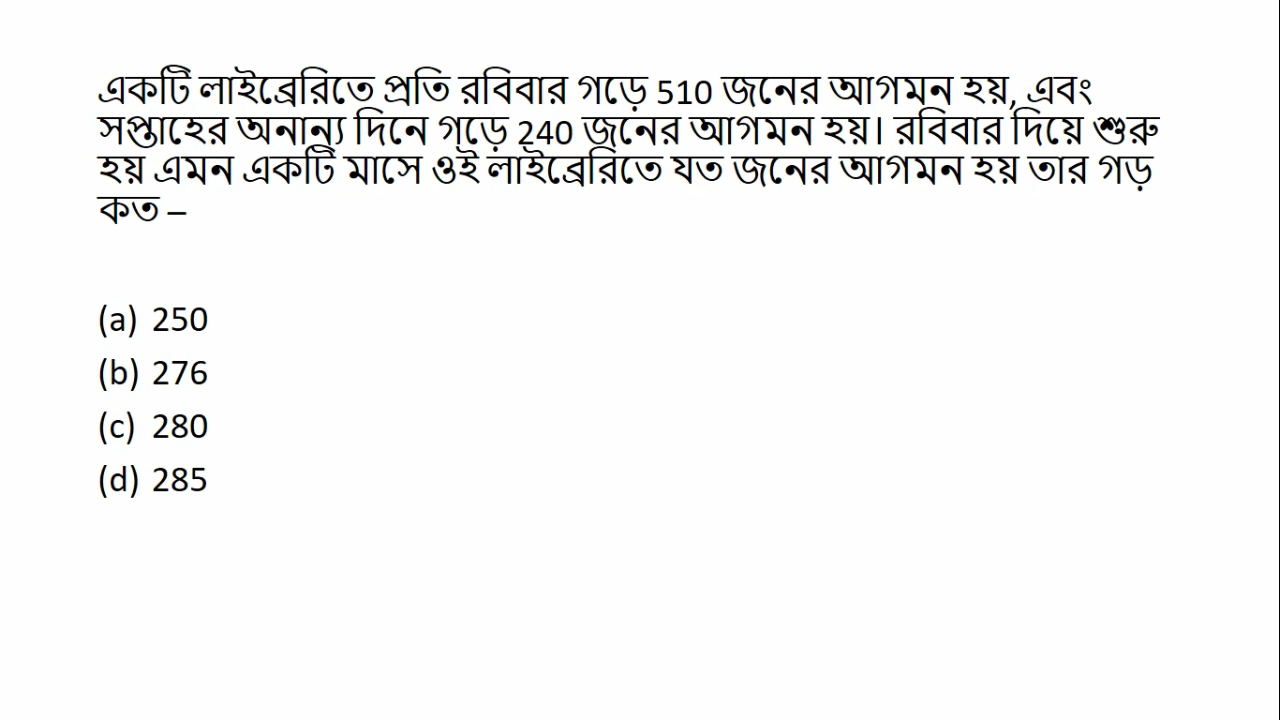 একটি লাইব্রেরিতে প্রতি রবিবার গড়ে 510 জনের আগমন হয়, এবং
সপ্তাহের অনান্য দিনে গড়ে 240 জনের আগমন হয়। রবিবার দিয়ে শুরু
হয় এমন একটি মাসে ওই লাইব্রেরিতে যত জনের আগমন হয় তার গড়
কত –
(a) 250
(b) 276
(c) 280
(d) 285